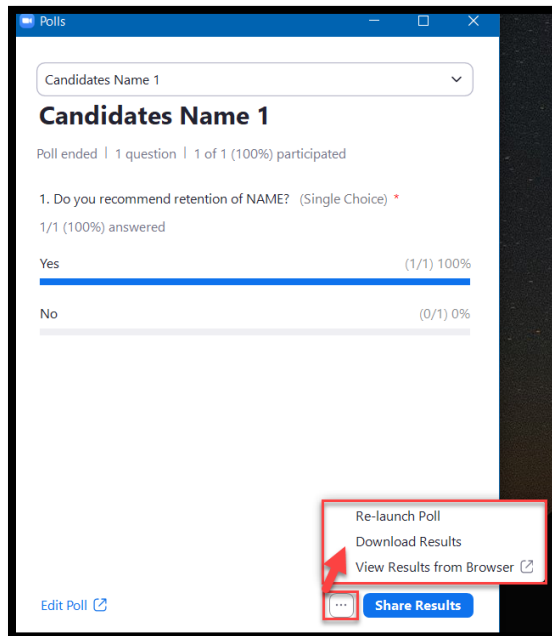 Polls
Candidates Name 1
Candidates Name 1
Poll ended | 1 question | 1 of 1 (100%) participated
1. Do you recommend retention of NAME? (Single Choice) *
1/1 (100%) answered
Yes (1/1) 100%
No (0/1) 0%
Re-launch Poll
Download Results
View Results from Browser
Edit Poll ... Share Results